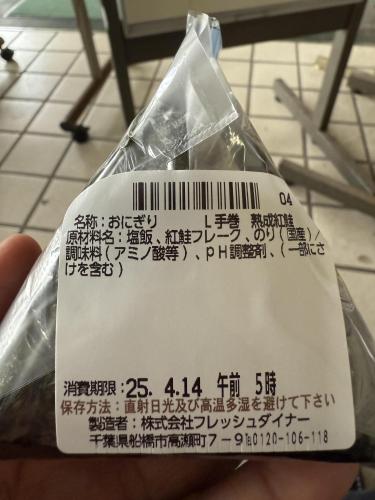 04
名称:おにぎり L手巻 熟成紅鮭
原材料名:塩飯、紅鮭フレーク、のり(国産)/
調味料(アミノ酸等)、pH調整剤、(一部にさ
けを含む)
消費期限:25. 4.14 午前 5時
保存方法:直射日光及び高温多湿を避けて下さい
製造者:株式会社フレッシュダイナー
千葉県船橋市高瀬町7-9℡0120-106-118